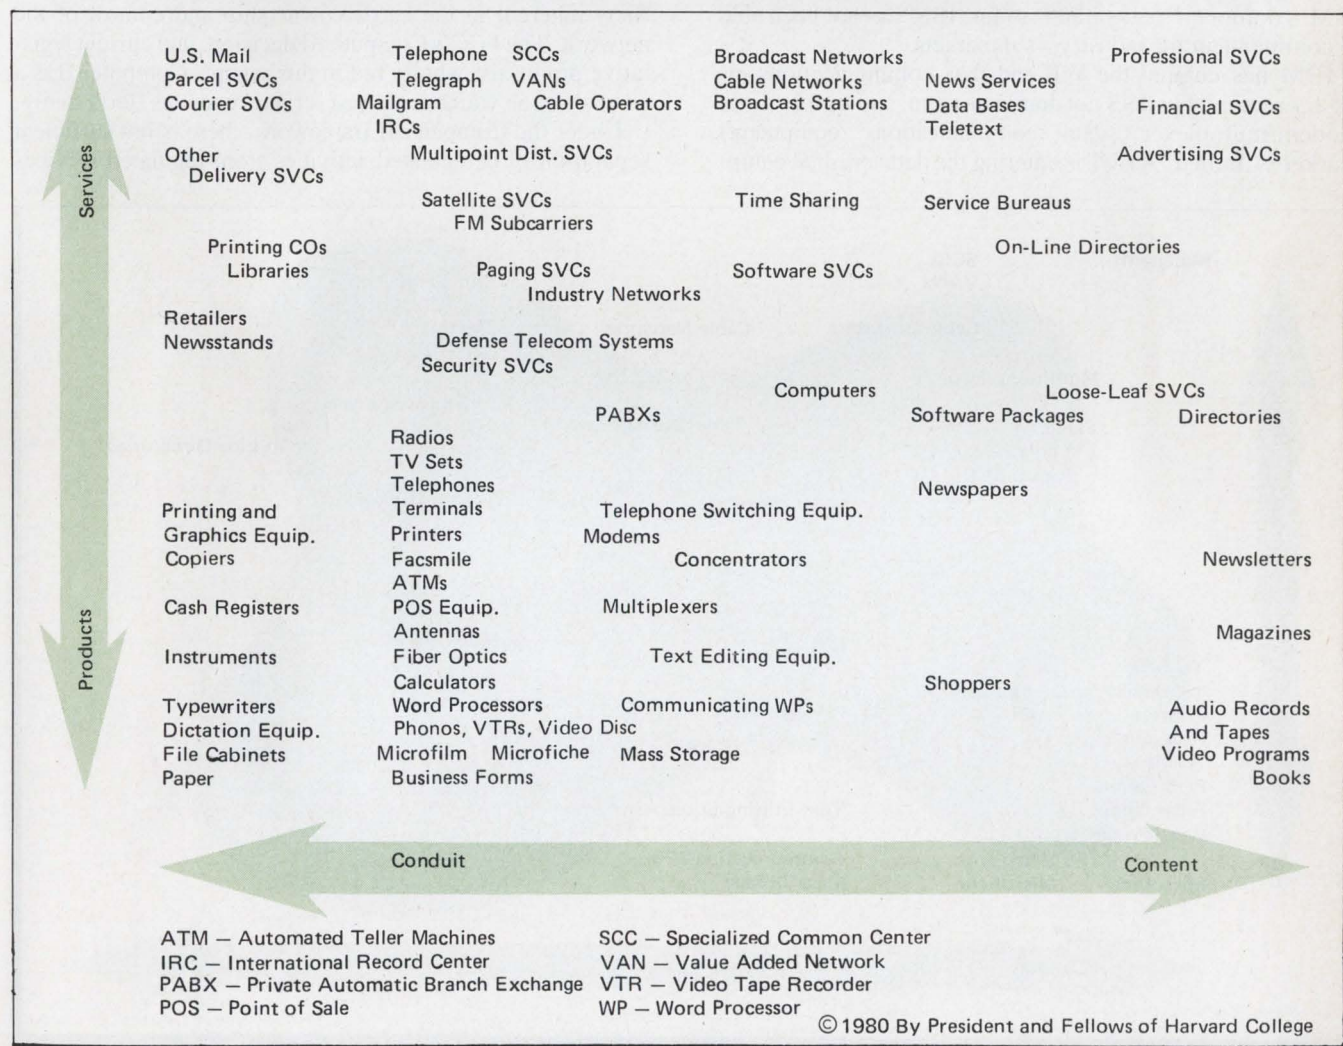 U.S. Mail Telephone SCCs Broadcast Networks Professional SVCs
Parcel SVCs Telegraph VANs Cable Networks News Services
Courier SVCs Mailgram Cable Operators Broadcast Stations Data Bases Financial SVCs
IRCs Teletext
Other Multipoint Dist. SVCs Advertising SVCs
Delivery SVCs
Services
Satellite SVCs Time Sharing Service Bureaus
FM Subcarriers
Printing COs On-Line Directories
Libraries Paging SVCs Software SVCs
Industry Networks
Retailers
Newsstands Defense Telecom Systems
Security SVCs
Computers Loose-Leaf SVCs
PABXs Software Packages Directories
Radios
TV Sets
Telephones Newspapers
Printing and Terminals Telephone Switching Equip.
Graphics Equip. Printers Modems
Copiers Facsmile Concentrators Newsletters
ATMs
Cash Registers POS Equip. Multiplexers
Antennas Magazines
Products
Instruments Fiber Optics Text Editing Equip.
Calculators Shoppers
Typewriters Word Processors Communicating WPs Audio Records
Dictation Equip. Phonos, VTRs, Video Disc And Tapes
File Cabinets Microfilm Microfiche Mass Storage Video Programs
Paper Business Forms Books
Conduit Content
ATM — Automated Teller Machines SCC — Specialized Common Center
IRC — International Record Center VAN — Value Added Network
PABX — Private Automatic Branch Exchange VTR — Video Tape Recorder
POS — Point of Sale WP — Word Processor
© 1980 By President and Fellows of Harvard College